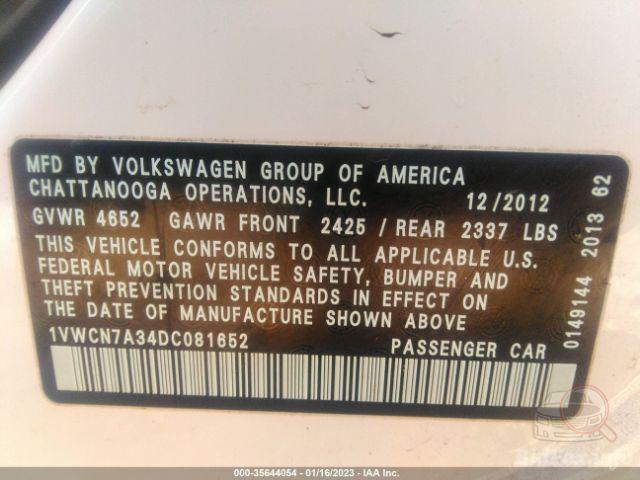 MFD BY VOLKSWAGEN GROUP OF AMERICA
CHATTANOOGA OPERATIONS, LLC. 12/2012
GVWR 4652 GAWR FRONT 2425 / REAR 2337 LBS
THIS VEHICLE CONFORMS TO ALL APPLICABLE U.S.
FEDERAL MOTOR VEHICLE SAFETY, BUMPER AND
THEFT PREVENTION STANDARDS IN EFFECT ON
THE DATE OF MANUFACTURE SHOWN ABOVE
1VWCN7A34DC081652 PASSENGER CAR
0149144 2013 62
Bidfax.info
000-35644054 / 01/16/2023 / IAA Inc.